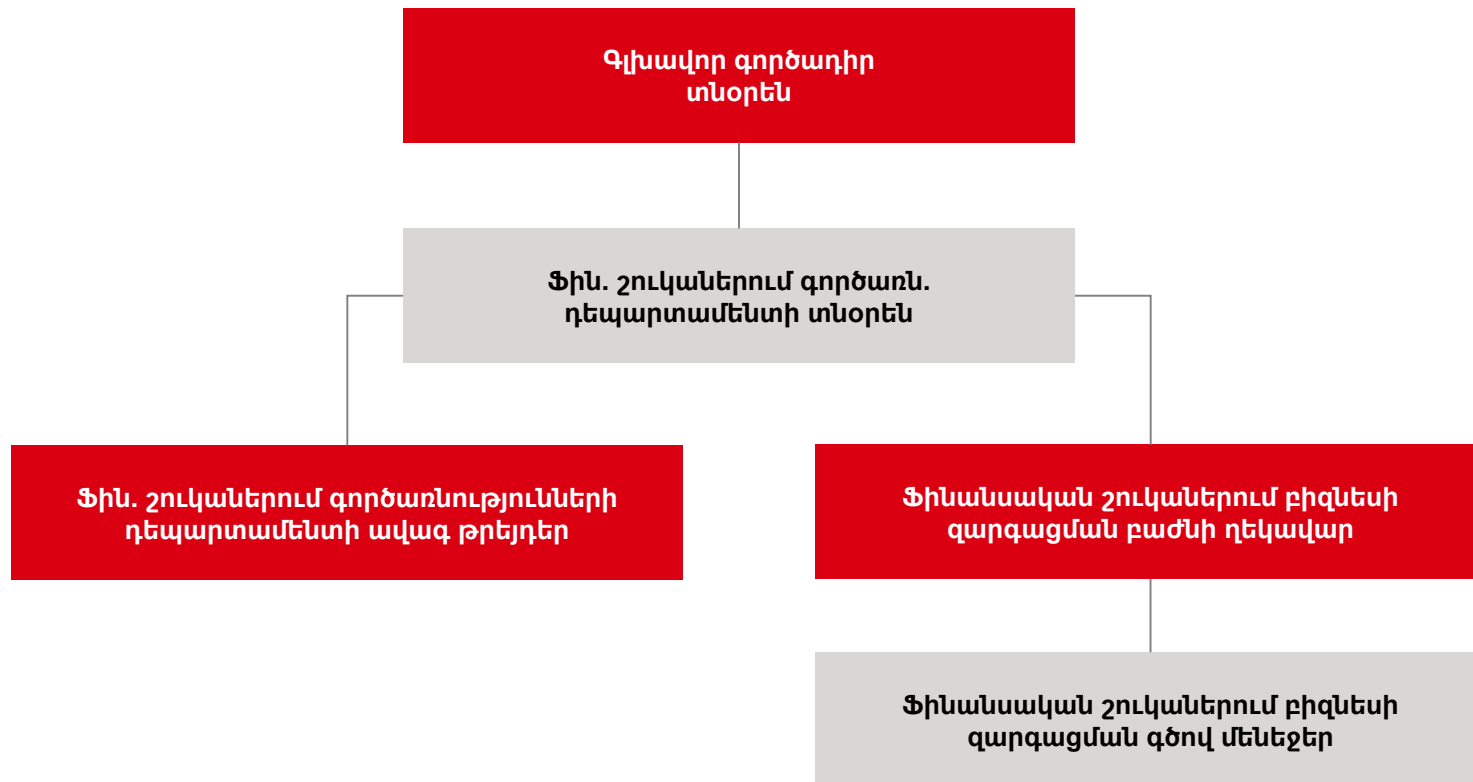 Գլխավոր գործադիր
տնօրեն
Ֆին. շուկաներում գործառն.
դեպարտամենտի տնօրեն
Ֆին. շուկաներում գործառնությունների
դեպարտամենտի ավագ թրեյդեր
Ֆինանսական շուկաներում բիզնեսի
զարգացման բաժնի ղեկավար
Ֆինանսական շուկաներում բիզնեսի
զարգացման գծով մենեջեր